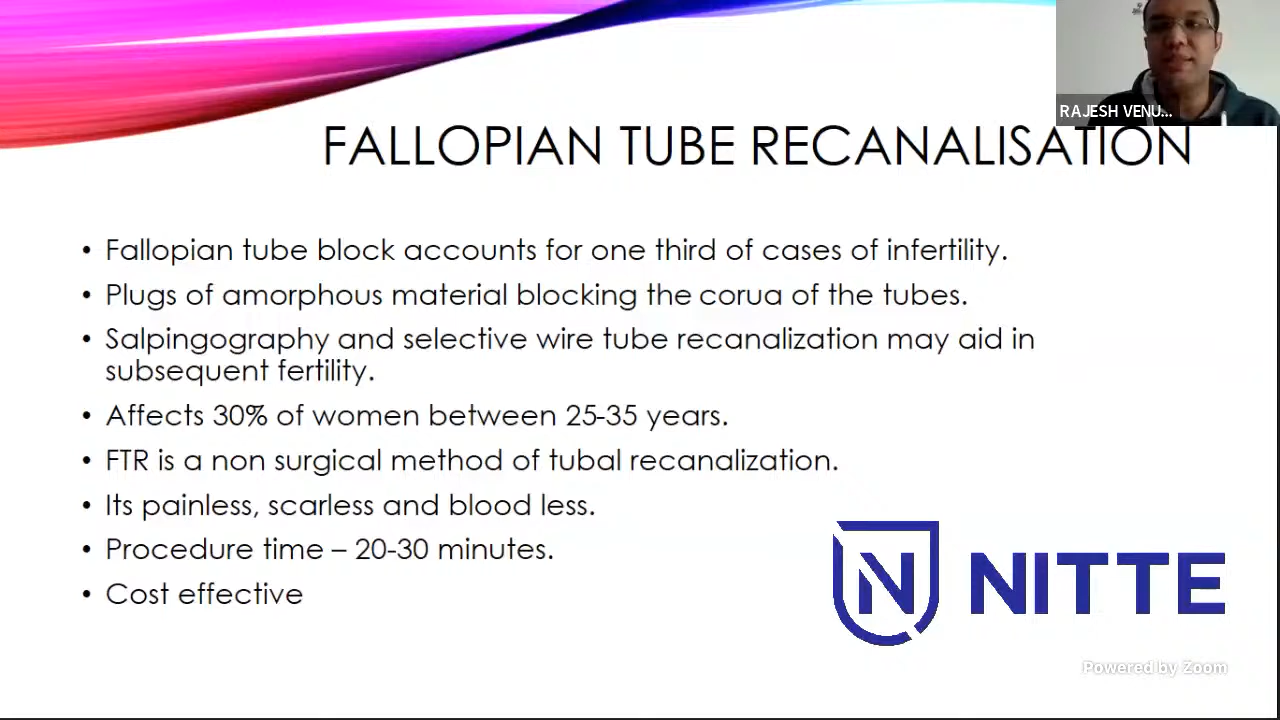 RAJESH VENU...
FALLOPIAN TUBE RECANALISATION
• Fallopian tube block accounts for one third of cases of infertility.
• Plugs of amorphous material blocking the corua of the tubes.
• Salpingography and selective wire tube recanalization may aid in
subsequent fertility.
• Affects 30% of women between 25-35 years.
• FTR is a non surgical method of tubal recanalization.
• Its painless, scarless and blood less.
• Procedure time – 20-30 minutes.
• Cost effective
N NITTE
Powered by Zoom